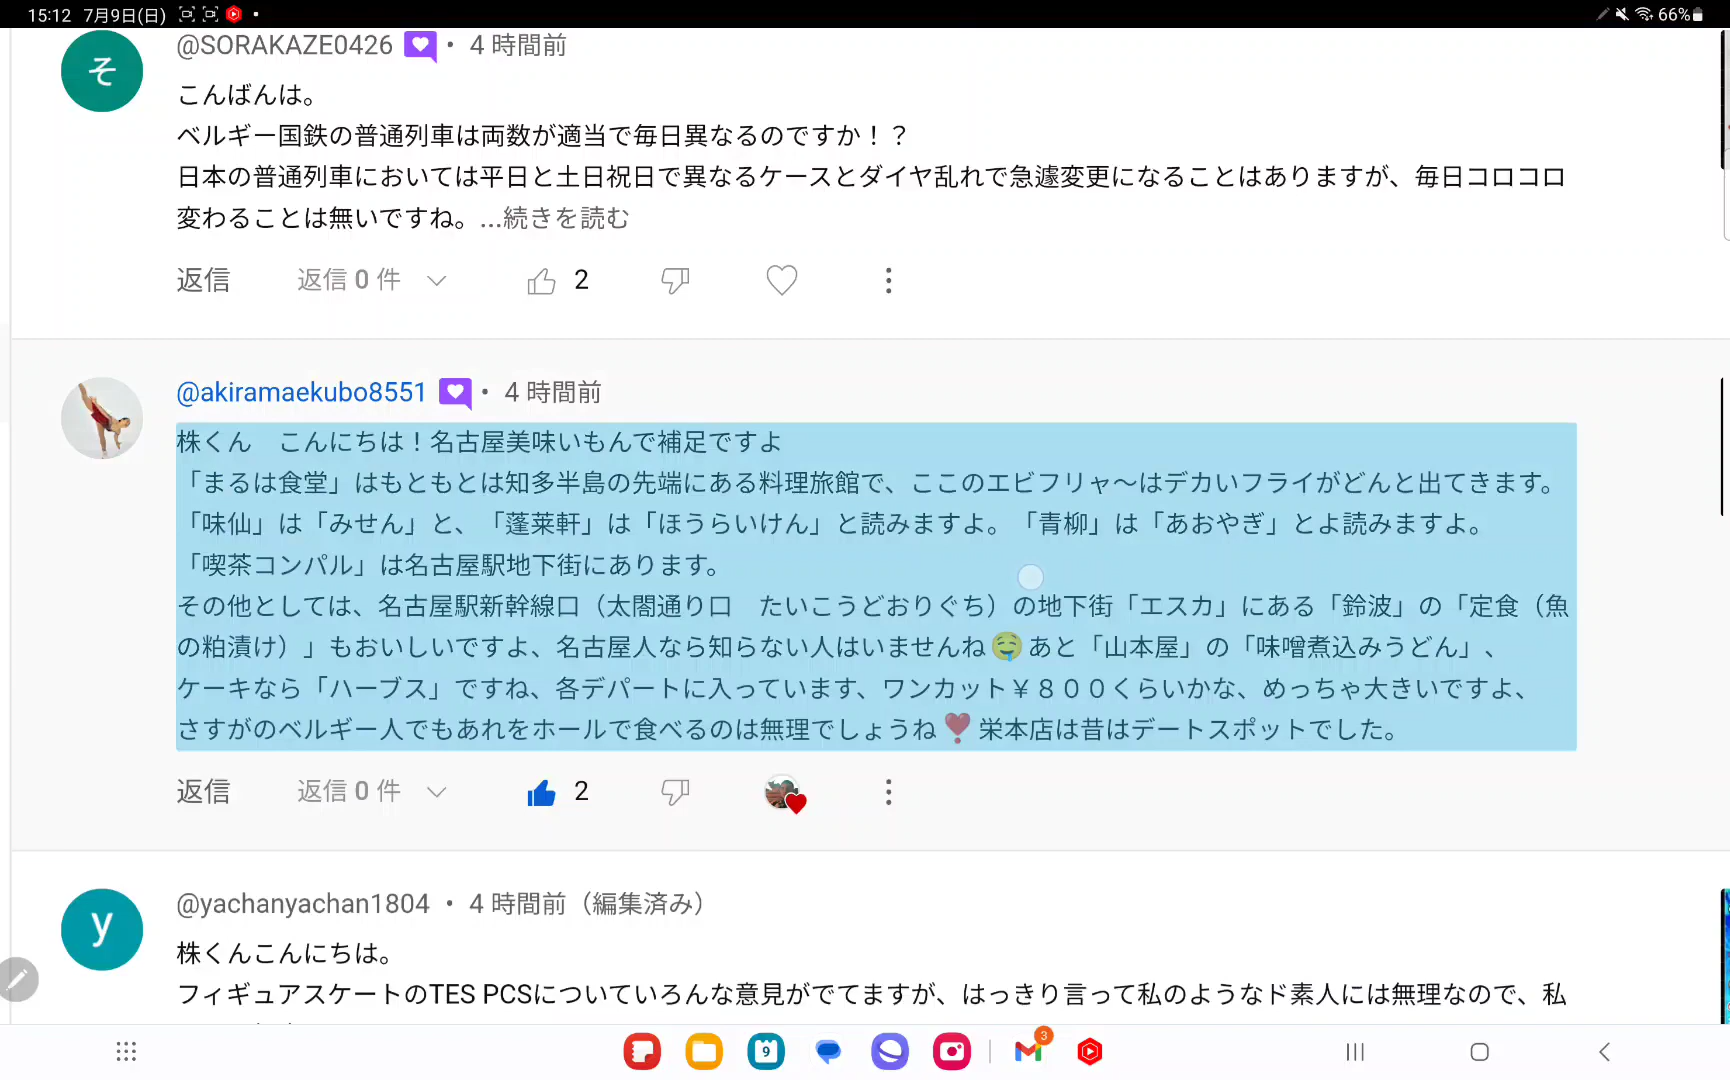 15:12 7月9日(日)
66%
そ
@SORAKAZE0426 • 4 時間前
こんばんは。
ベルギー国鉄の普通列車は両数が適当で毎日異なるのですか！？
日本の普通列車においては平日と土日祝日で異なるケースとダイヤ乱れで急遽変更になることはありますが、毎日コロコロ
変わることは無いですね。...続きを読む
返信 返信 0 件 2
@akiramaekubo8551 • 4 時間前
株くん　こんにちは！名古屋美味いもんで補足ですよ
「まるは食堂」はもともとは知多半島の先端にある料理旅館で、ここのエビフリャ〜はデカいフライがどんと出てきます。
「味仙」は「みせん」と、「蓬莱軒」は「ほうらいけん」と読みますよ。「青柳」は「あおやぎ」とよ読みますよ。
「喫茶コンパル」は名古屋駅地下街にあります。
その他としては、名古屋駅新幹線口（太閤通り口　たいこうどおりぐち）の地下街「エスカ」にある「鈴波」の「定食（魚
の粕漬け）」もおいしいですよ、名古屋人なら知らない人はいませんね🤤あと「山本屋」の「味噌煮込みうどん」、
ケーキなら「ハーブス」ですね、各デパートに入っています、ワンカット￥８００くらいかな、めっちゃ大きいですよ、
さすがのベルギー人でもあれをホールで食べるのは無理でしょうね❣栄本店は昔はデートスポットでした。
返信 返信 0 件 2
y
@yachanyachan1804 • 4 時間前（編集済み）
株くんこんにちは。
フィギュアスケートのTES PCSについていろんな意見がでてますが、はっきり言って私のようなド素人には無理なので、私
9
3